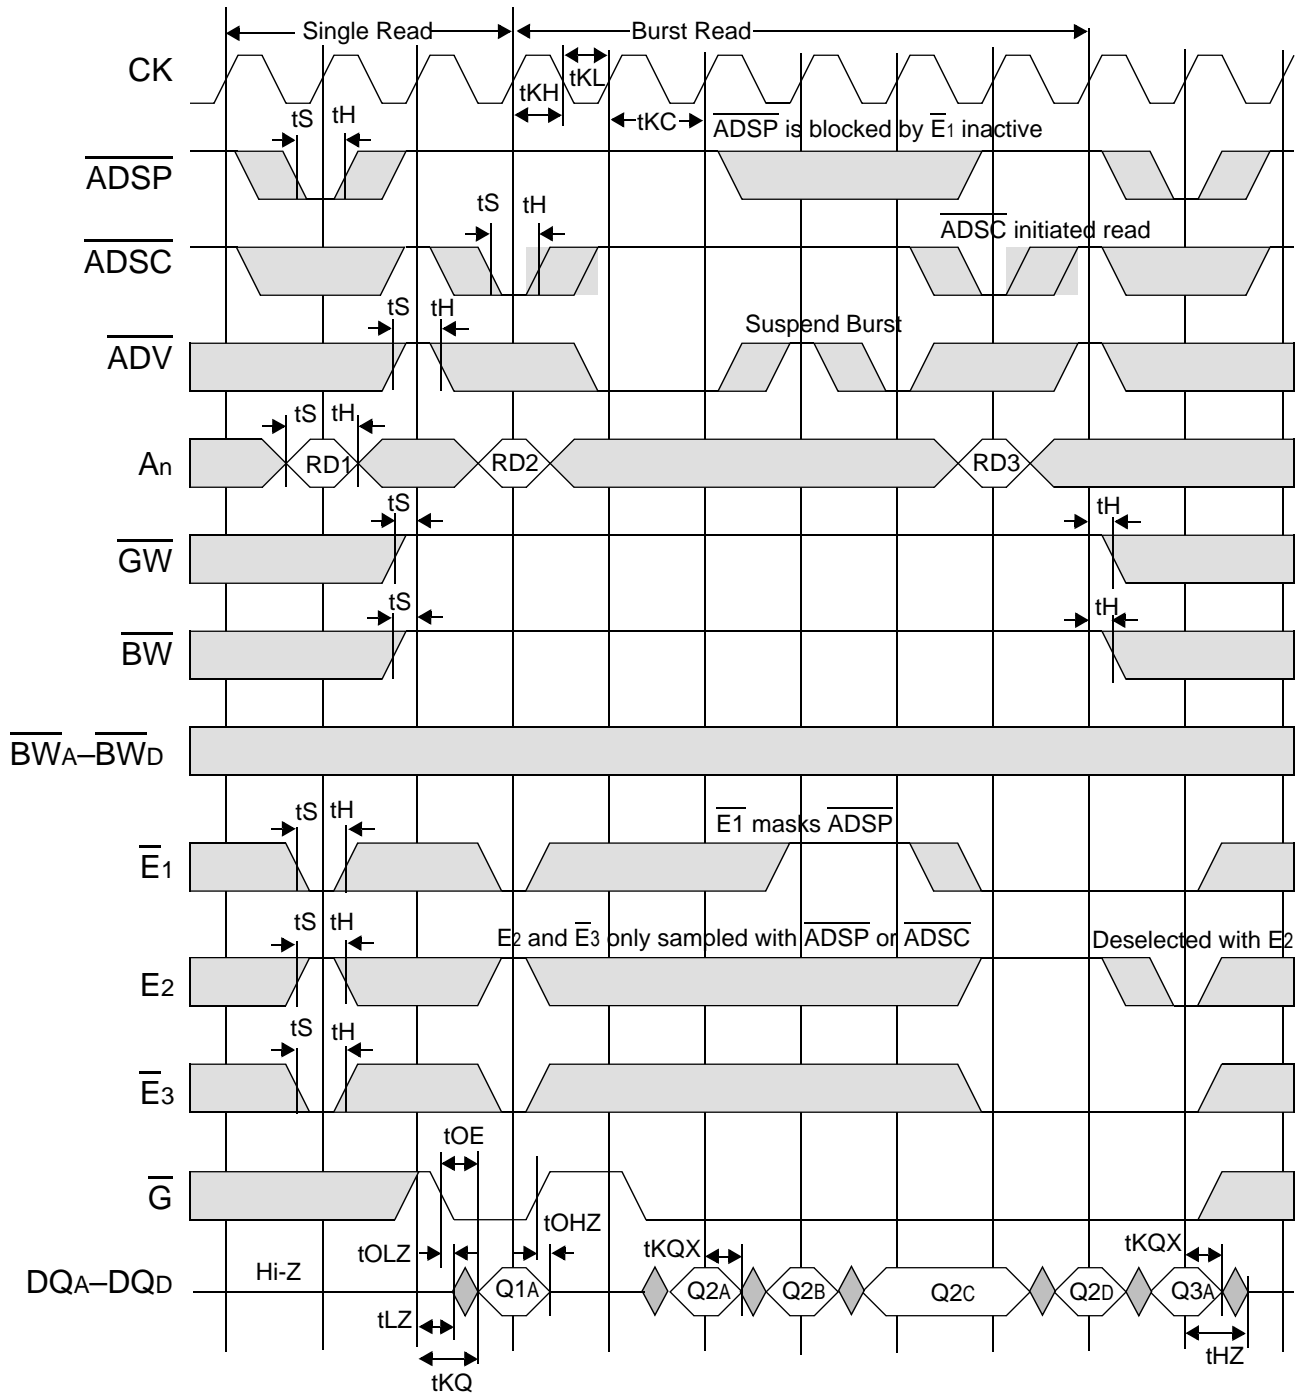 Single Read Burst Read
CK
tKL
tKH
tS tH tKC ADSP is blocked by E1 inactive
ADSP
tS tH
ADSC initiated read
ADSC
tS tH
Suspend Burst
ADV
tS tH
An RD1 RD2 RD3
tS tH
GW
tS tH
BW
BWA–BWD
tS tH E1 masks ADSP
E1
tS tH E2 and E3 only sampled with ADSP or ADSC Deselected with E2
E2
tS tH
E3
tOE
G
tOHZ
tOLZ tKQX tKQX
Hi-Z
DQA–DQD Q1A Q2A Q2B Q2C Q2D Q3A
tLZ
tHZ
tKQ